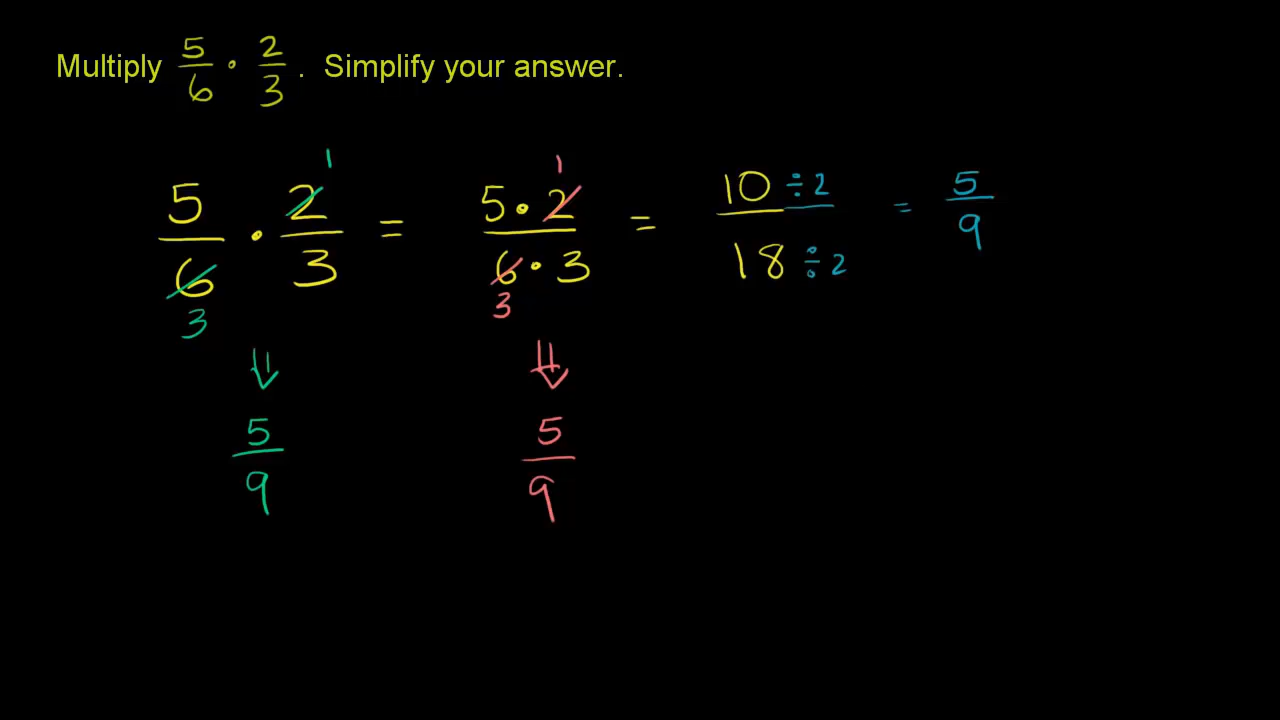 Multiply 5/6 · 2/3 . Simplify your answer.
5/6 · 2/3 = 5 · 2 / 6 · 3 = 10 ÷ 2 / 18 ÷ 2 = 5/9
1 1
3 3
5/9 5/9